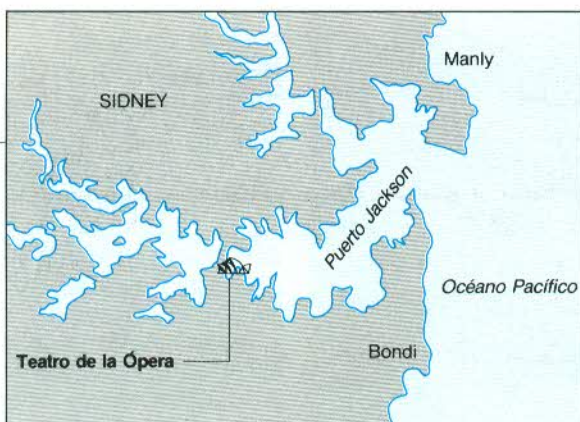 Manly
SIDNEY
Puerto Jackson
Océano Pacífico
Teatro de la Ópera
Bondi